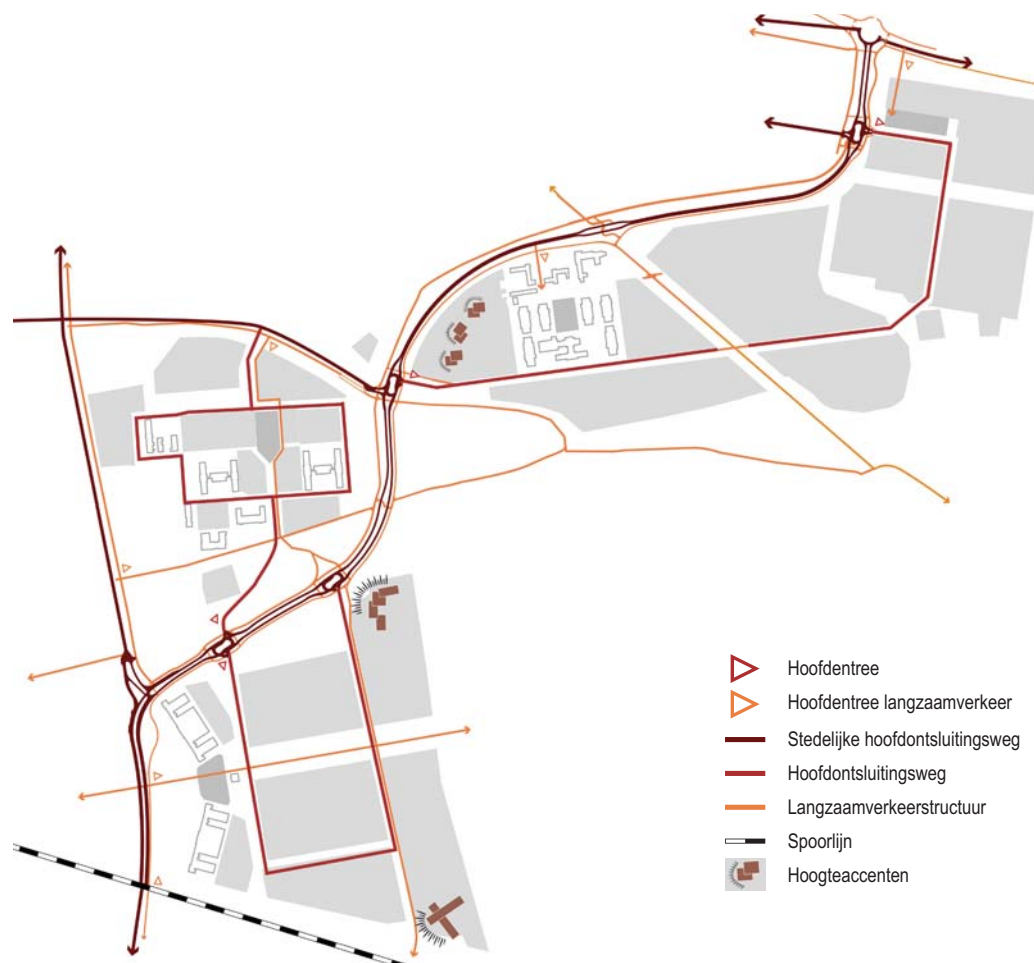 Hoofdentree
Hoofdentree langzaamverkeer
Stedelijke hoofdontsluitingsweg
Hoofdontsluitingsweg
Langzaamverkeerstructuur
Spoorlijn
Hoogteaccenten